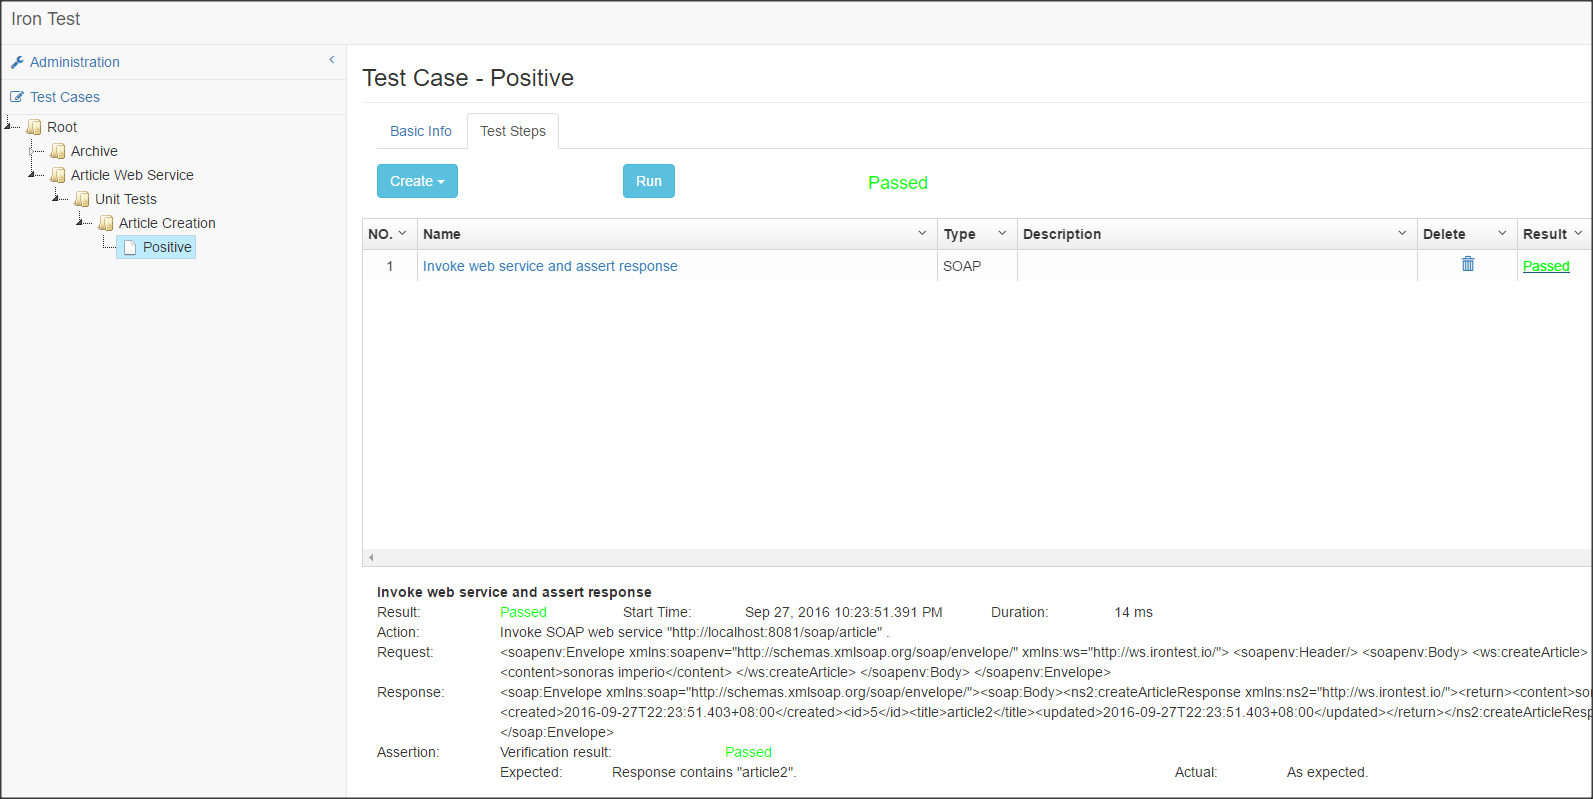 Iron Test
Administration
Test Cases
Root
Archive
Article Web Service
Unit Tests
Article Creation
Positive
Test Case - Positive
Basic Info Test Steps
Create Run Passed
NO. Name Type Description Delete Result
1 Invoke web service and assert response SOAP Passed
Invoke web service and assert response
Result: Passed Start Time: Sep 27, 2016 10:23:51.391 PM Duration: 14 ms
Action: Invoke SOAP web service "http://localhost:8081/soap/article" .
Request: <soapenv:Envelope xmlns:soapenv="http://schemas.xmlsoap.org/soap/envelope/" xmlns:ws="http://ws.irontest.io/"> <soapenv:Header/> <soapenv:Body> <ws:createArticle>
<content>sonoras imperio</content> </ws:createArticle> </soapenv:Body> </soapenv:Envelope>
Response: <soap:Envelope xmlns:soap="http://schemas.xmlsoap.org/soap/envelope/"><soap:Body><ns2:createArticleResponse xmlns:ns2="http://ws.irontest.io/"><return><content>son
<created>2016-09-27T22:23:51.403+08:00</created><id>5</id><title>article2</title><updated>2016-09-27T22:23:51.403+08:00</updated></return></ns2:createArticleResp
</soap:Envelope>
Assertion: Verification result: Passed
Expected: Response contains "article2". Actual: As expected.